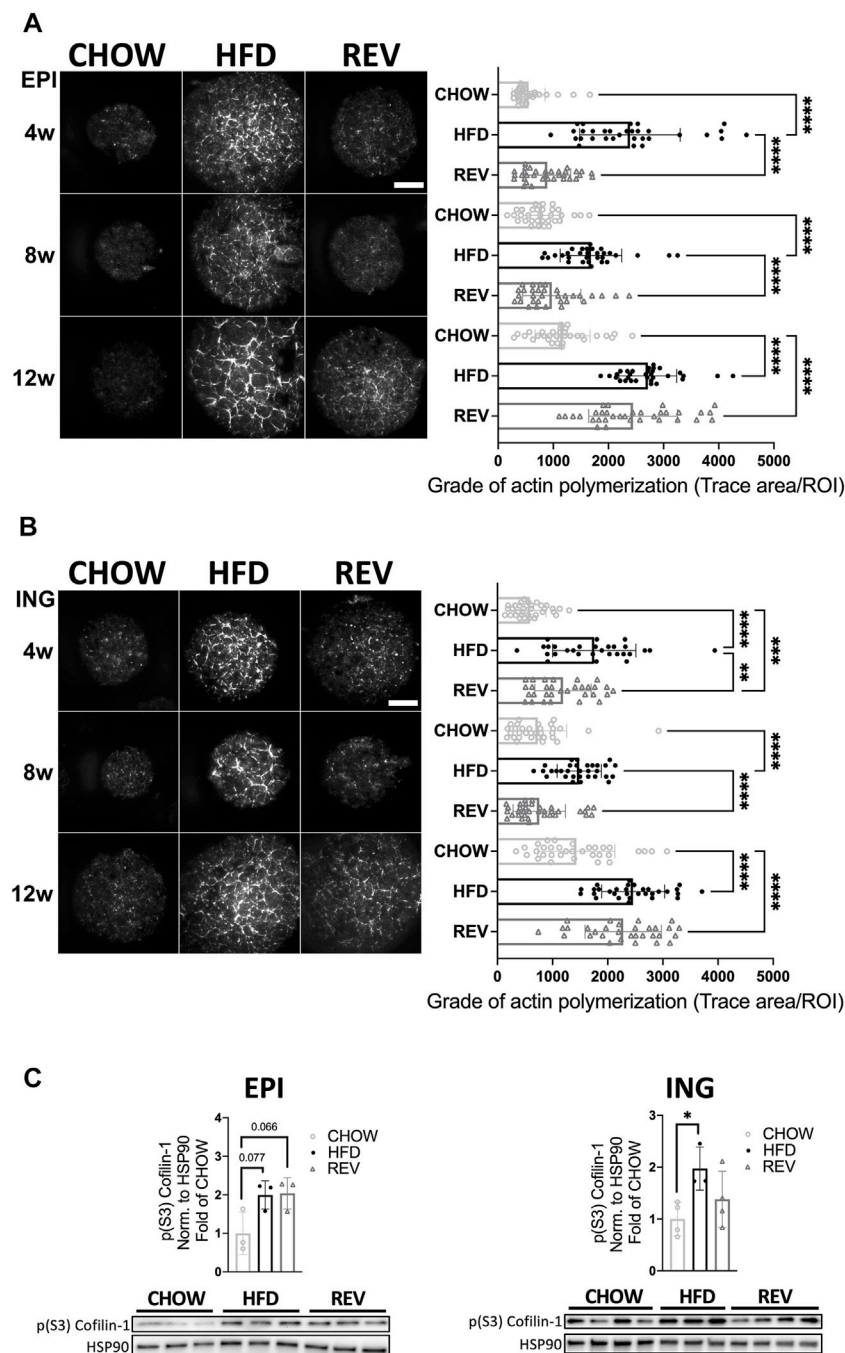 A
CHOW HFD REV
EPI
4w
8w
12w
CHOW
HFD
REV
CHOW
HFD
REV
CHOW
HFD
REV
****
****
****
****
****
****
0 1000 2000 3000 4000 5000
Grade of actin polymerization (Trace area/ROI)
B
CHOW HFD REV
ING
4w
8w
12w
CHOW
HFD
REV
CHOW
HFD
REV
CHOW
HFD
REV
****
**
***
****
****
****
****
0 1000 2000 3000 4000 5000
Grade of actin polymerization (Trace area/ROI)
C
EPI
p(S3) Cofilin-1
Norm. to HSP90
Fold of CHOW
4
3
2
1
0
0.066
0.077
CHOW
HFD
REV
CHOW HFD REV
p(S3) Cofilin-1
HSP90
ING
p(S3) Cofilin-1
Norm. to HSP90
Fold of CHOW
3
2
1
0
*
CHOW
HFD
REV
CHOW HFD REV
p(S3) Cofilin-1
HSP90